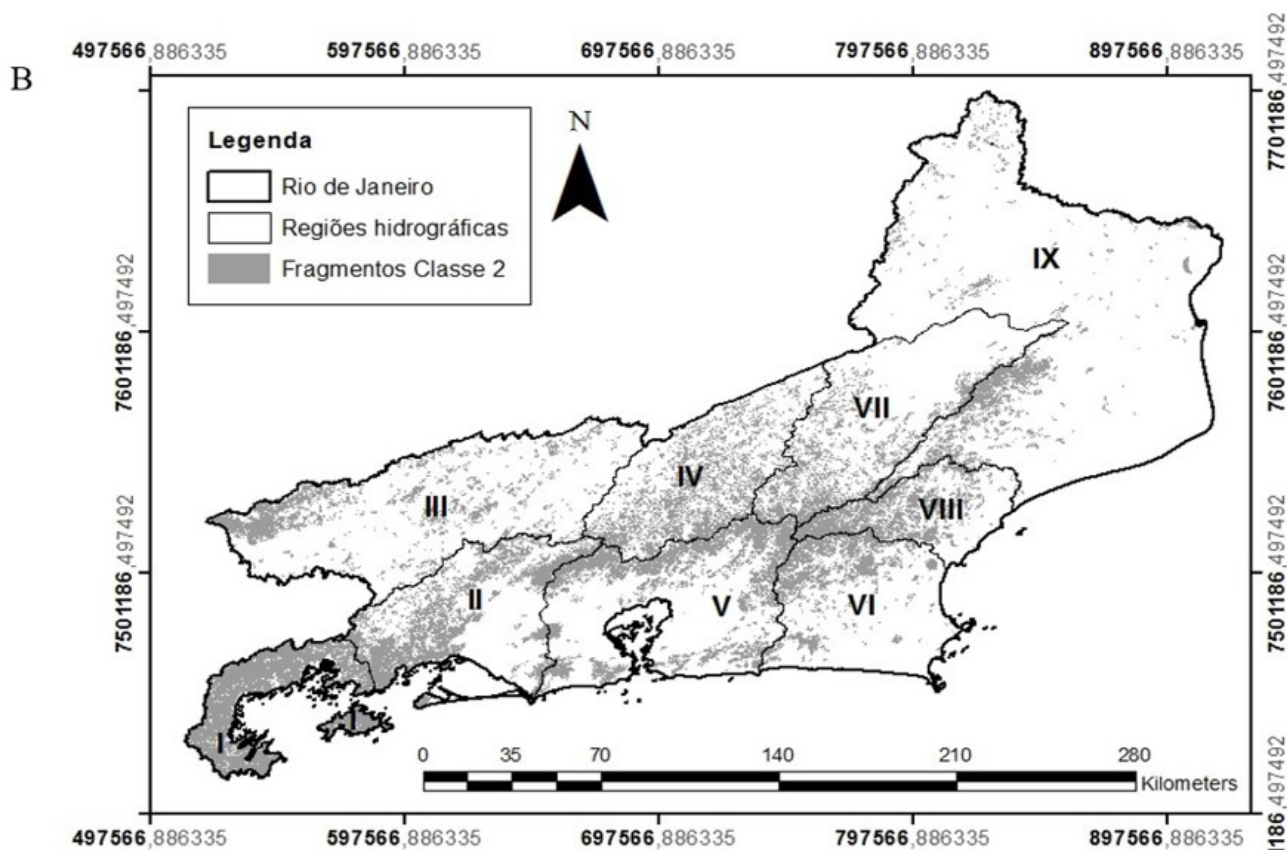 B
497566,886335 597566,886335 697566,886335 797566,886335 897566,886335
Legenda
Rio de Janeiro
Regiões hidrográficas
Fragmentos Classe 2
N
7601186,497492
7501186,497492
7701186,497492
7601186,497492
7501186,497492
IX
VII
IV
III
VIII
II
V
VI
I
I
0 35 70 140 210 280
Kilometers
497566,886335 597566,886335 697566,886335 797566,886335 897566,886335